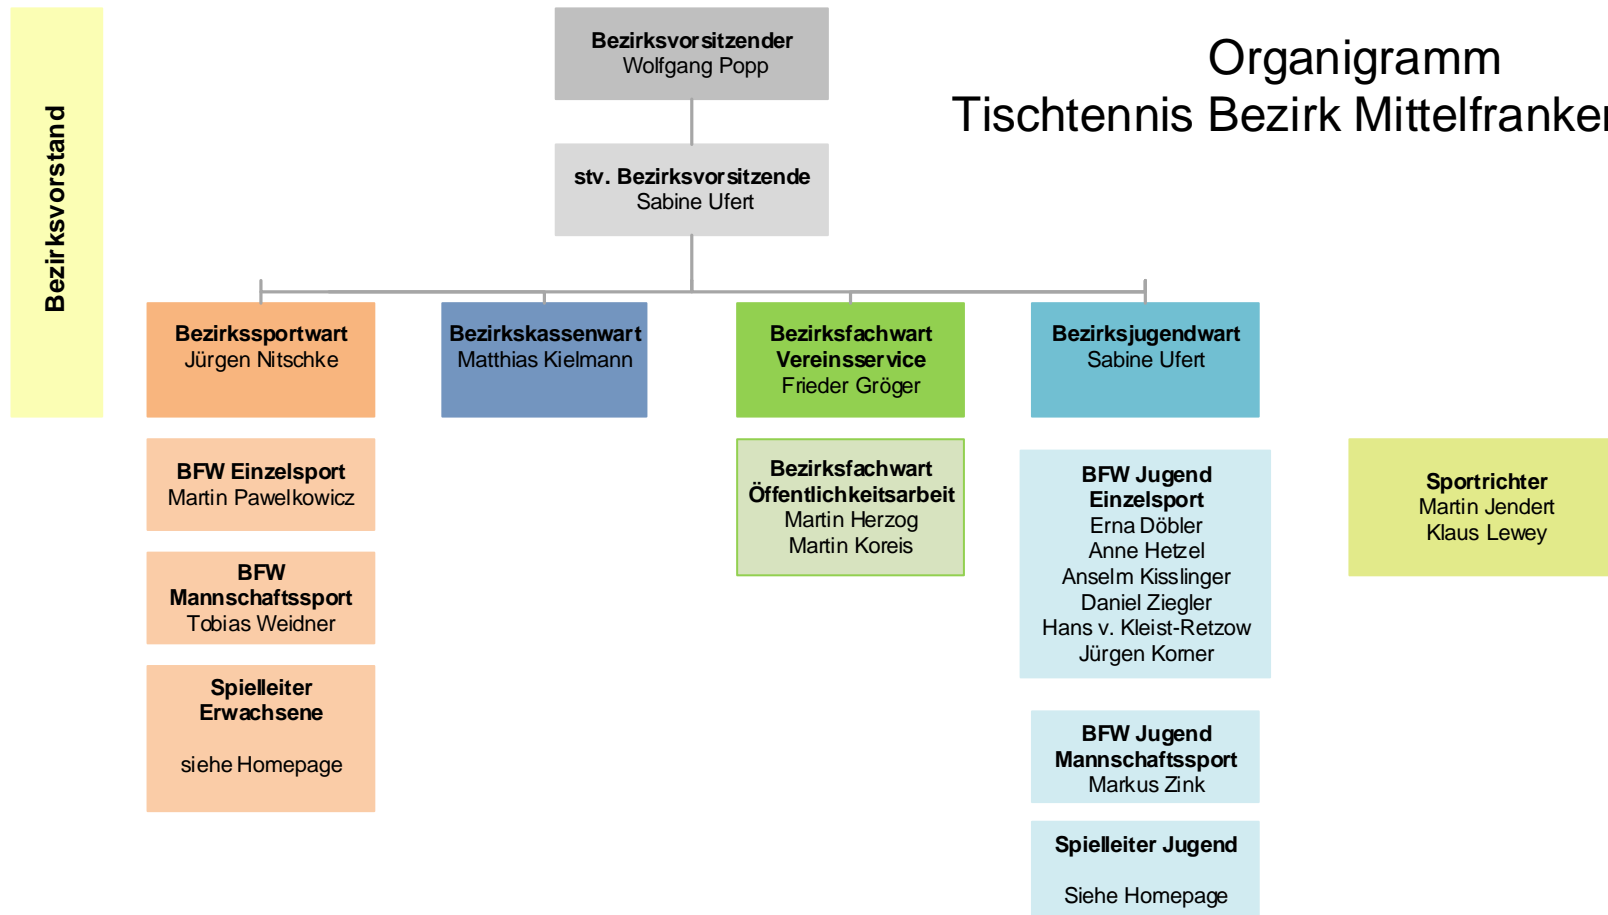 Organigramm
Tischtennis Bezirk Mittelfranken
Bezirksvorstand
Bezirksvorsitzender
Wolfgang Popp
stv. Bezirksvorsitzende
Sabine Ufert
Bezirkssportwart
Jürgen Nitschke
Bezirkskassenwart
Matthias Kielmann
Bezirksfachwart
Vereinsservice
Frieder Gröger
Bezirksjugendwart
Sabine Ufert
BFW Einzelsport
Martin Pawelkowicz
BFW
Mannschaftssport
Tobias Weidner
Spielleiter
Erwachsene
siehe Homepage
Bezirksfachwart
Öffentlichkeitsarbeit
Martin Herzog
Martin Koreis
BFW Jugend
Einzelsport
Erna Döbler
Anne Hetzel
Anselm Kisslinger
Daniel Ziegler
Hans v. Kleist-Retzow
Jürgen Korner
BFW Jugend
Mannschaftssport
Markus Zink
Spielleiter Jugend
Siehe Homepage
Sportrichter
Martin Jendert
Klaus Lewey